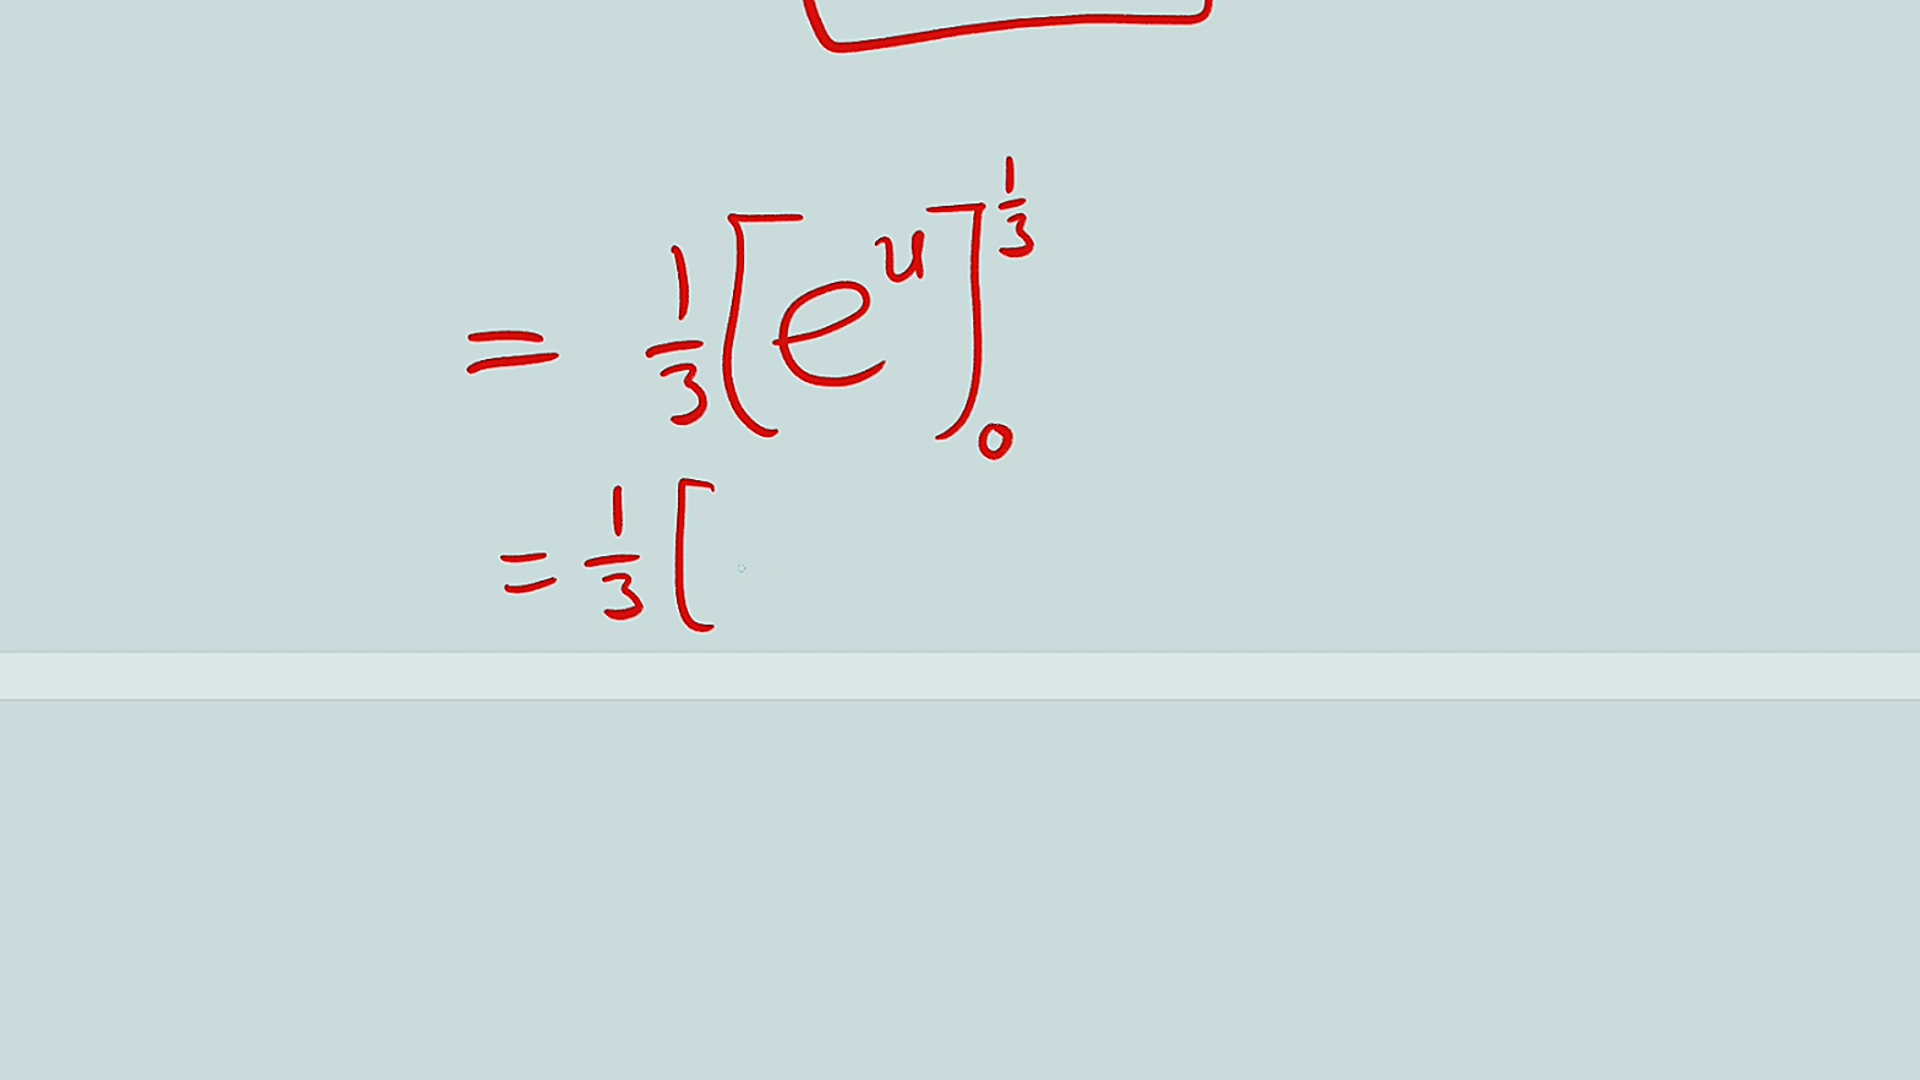 = 1/3 [e^u]_0^{1/3}
= 1/3 [